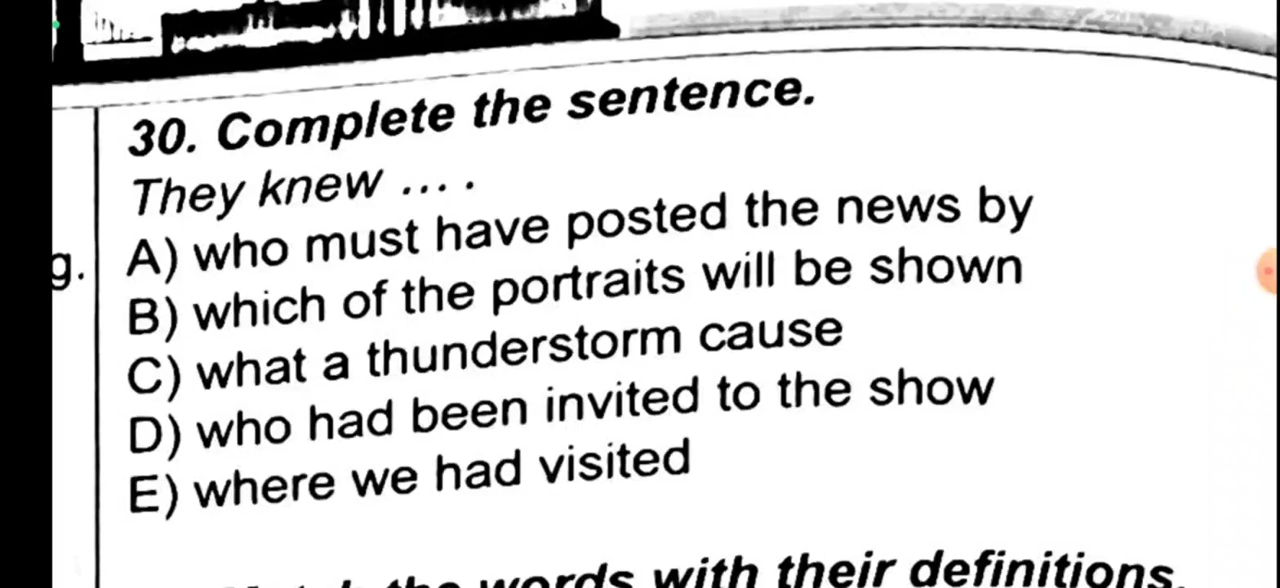 30. Complete the sentence.
They knew .... .
g.
A) who must have posted the news by
B) which of the portraits will be shown
C) what a thunderstorm cause
D) who had been invited to the show
E) where we had visited
the words with their definitions.